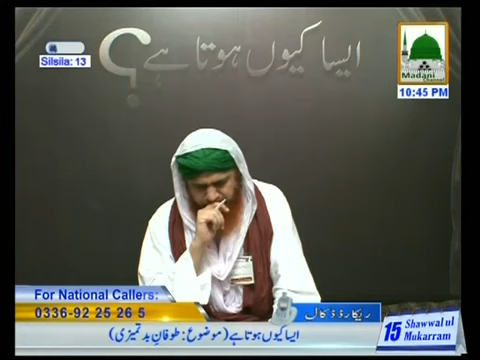 ایسا کیوں ہوتا ہے؟
Madani
Channel
10:45 PM
Silsila: 13
For National Callers:
0336-92 25 26 5
ریکارڈڈ کال
ایسا کیوں ہوتا ہے (موضوع: طوفانِ بدتمیزی)
15 Shawwal ul
Mukarram